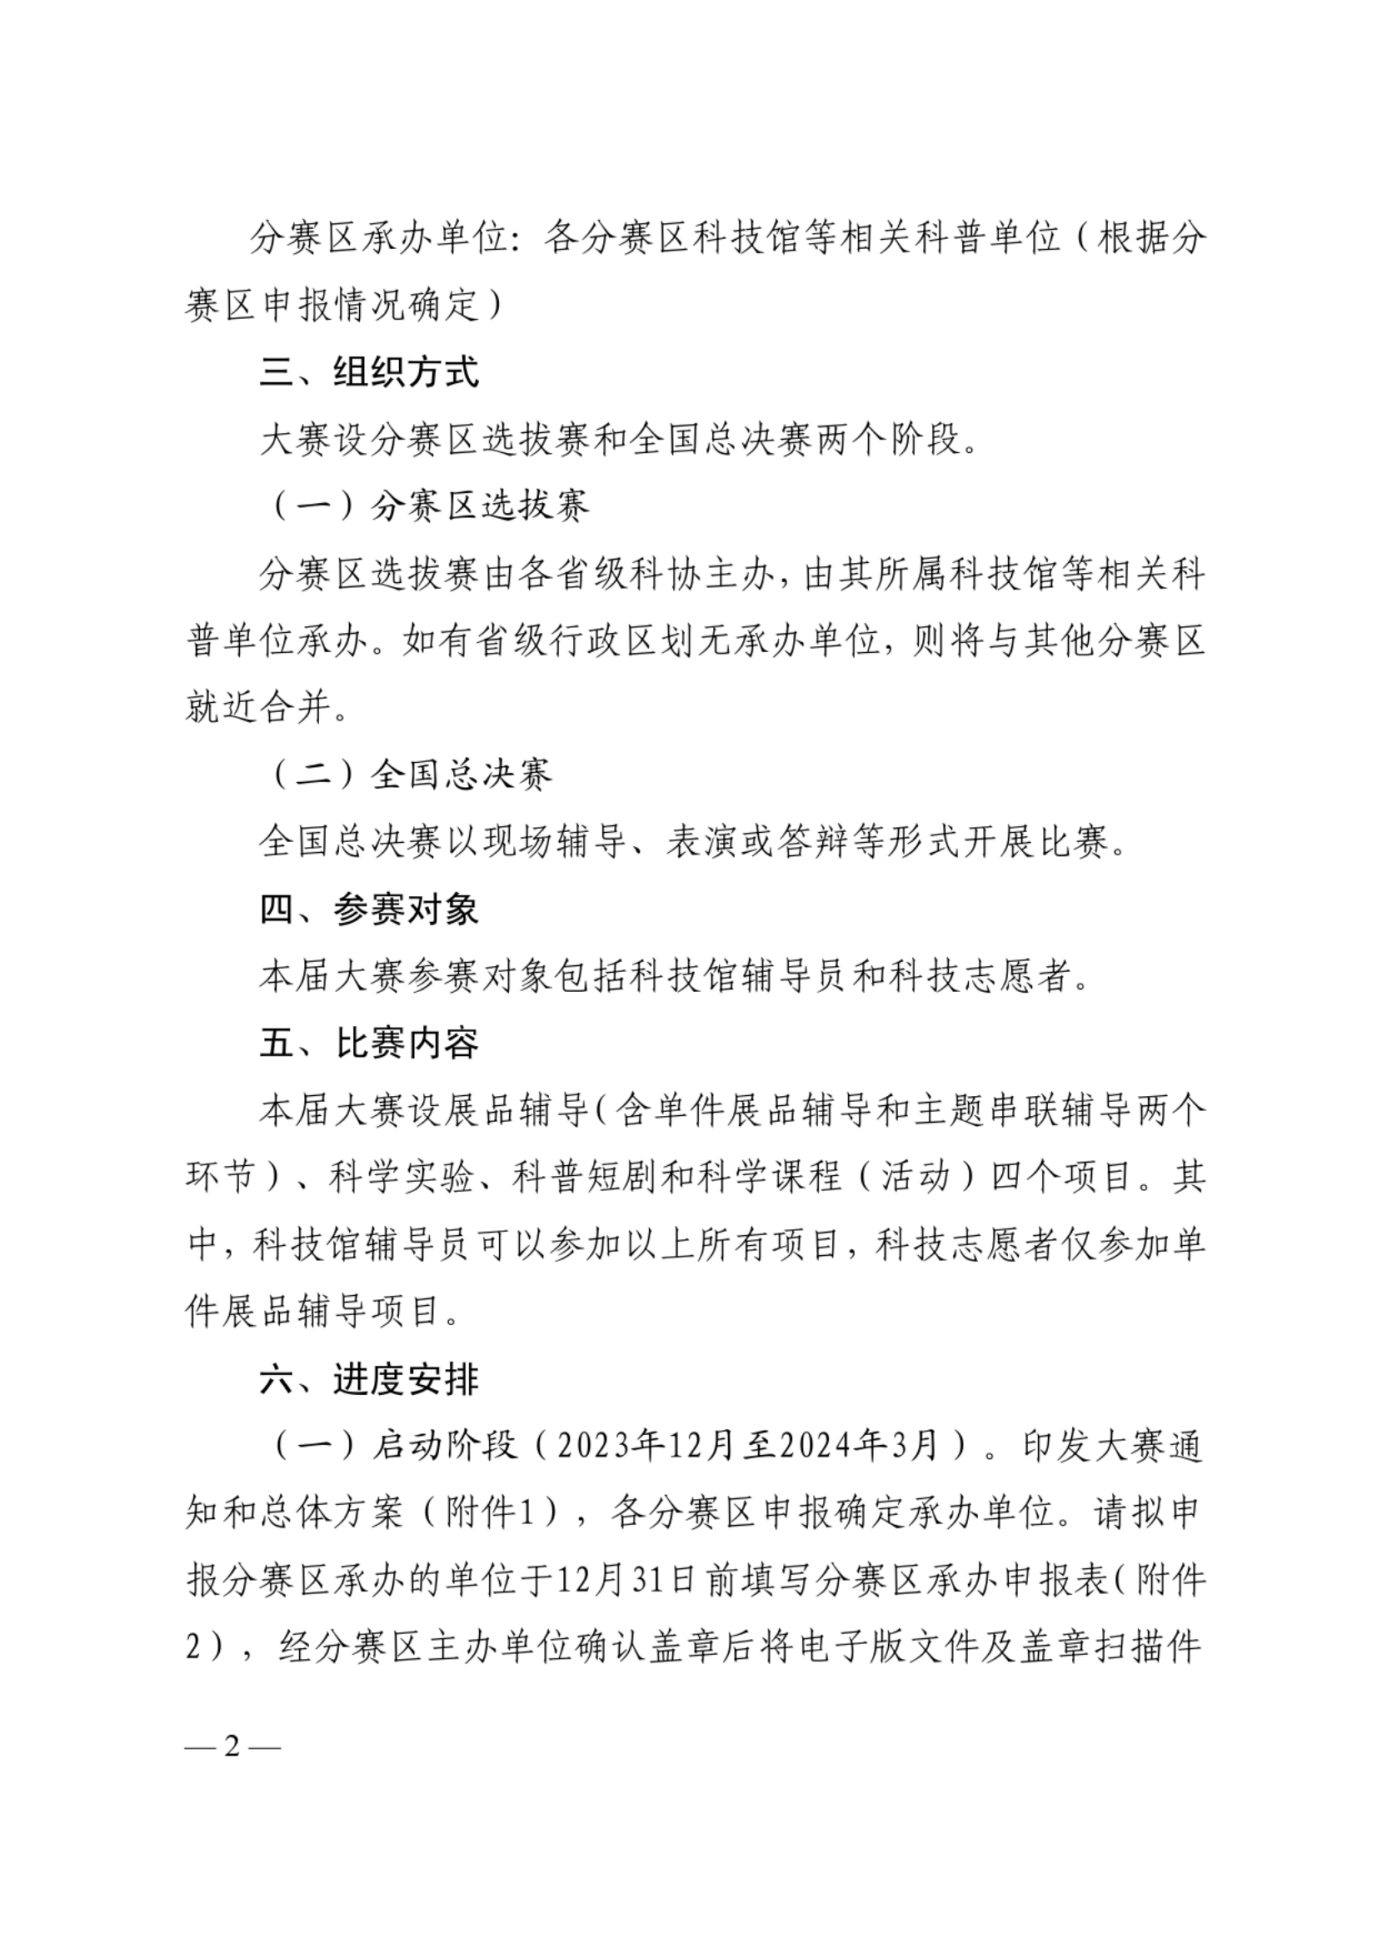 分赛区承办单位：各分赛区科技馆等相关科普单位（根据分
赛区申报情况确定）
三、组织方式
大赛设分赛区选拔赛和全国总决赛两个阶段。
（一）分赛区选拔赛
分赛区选拔赛由各省级科协主办，由其所属科技馆等相关科
普单位承办。如有省级行政区划无承办单位，则将与其他分赛区
就近合并。
（二）全国总决赛
全国总决赛以现场辅导、表演或答辩等形式开展比赛。
四、参赛对象
本届大赛参赛对象包括科技馆辅导员和科技志愿者。
五、比赛内容
本届大赛设展品辅导（含单件展品辅导和主题串联辅导两个
环节）、科学实验、科普短剧和科学课程（活动）四个项目。其
中，科技馆辅导员可以参加以上所有项目，科技志愿者仅参加单
件展品辅导项目。
六、进度安排
（一）启动阶段（2023年12月至2024年3月）。印发大赛通
知和总体方案（附件1），各分赛区申报确定承办单位。请拟申
报分赛区承办的单位于12月31日前填写分赛区承办申报表（附件
2），经分赛区主办单位确认盖章后将电子版文件及盖章扫描件
— 2 —